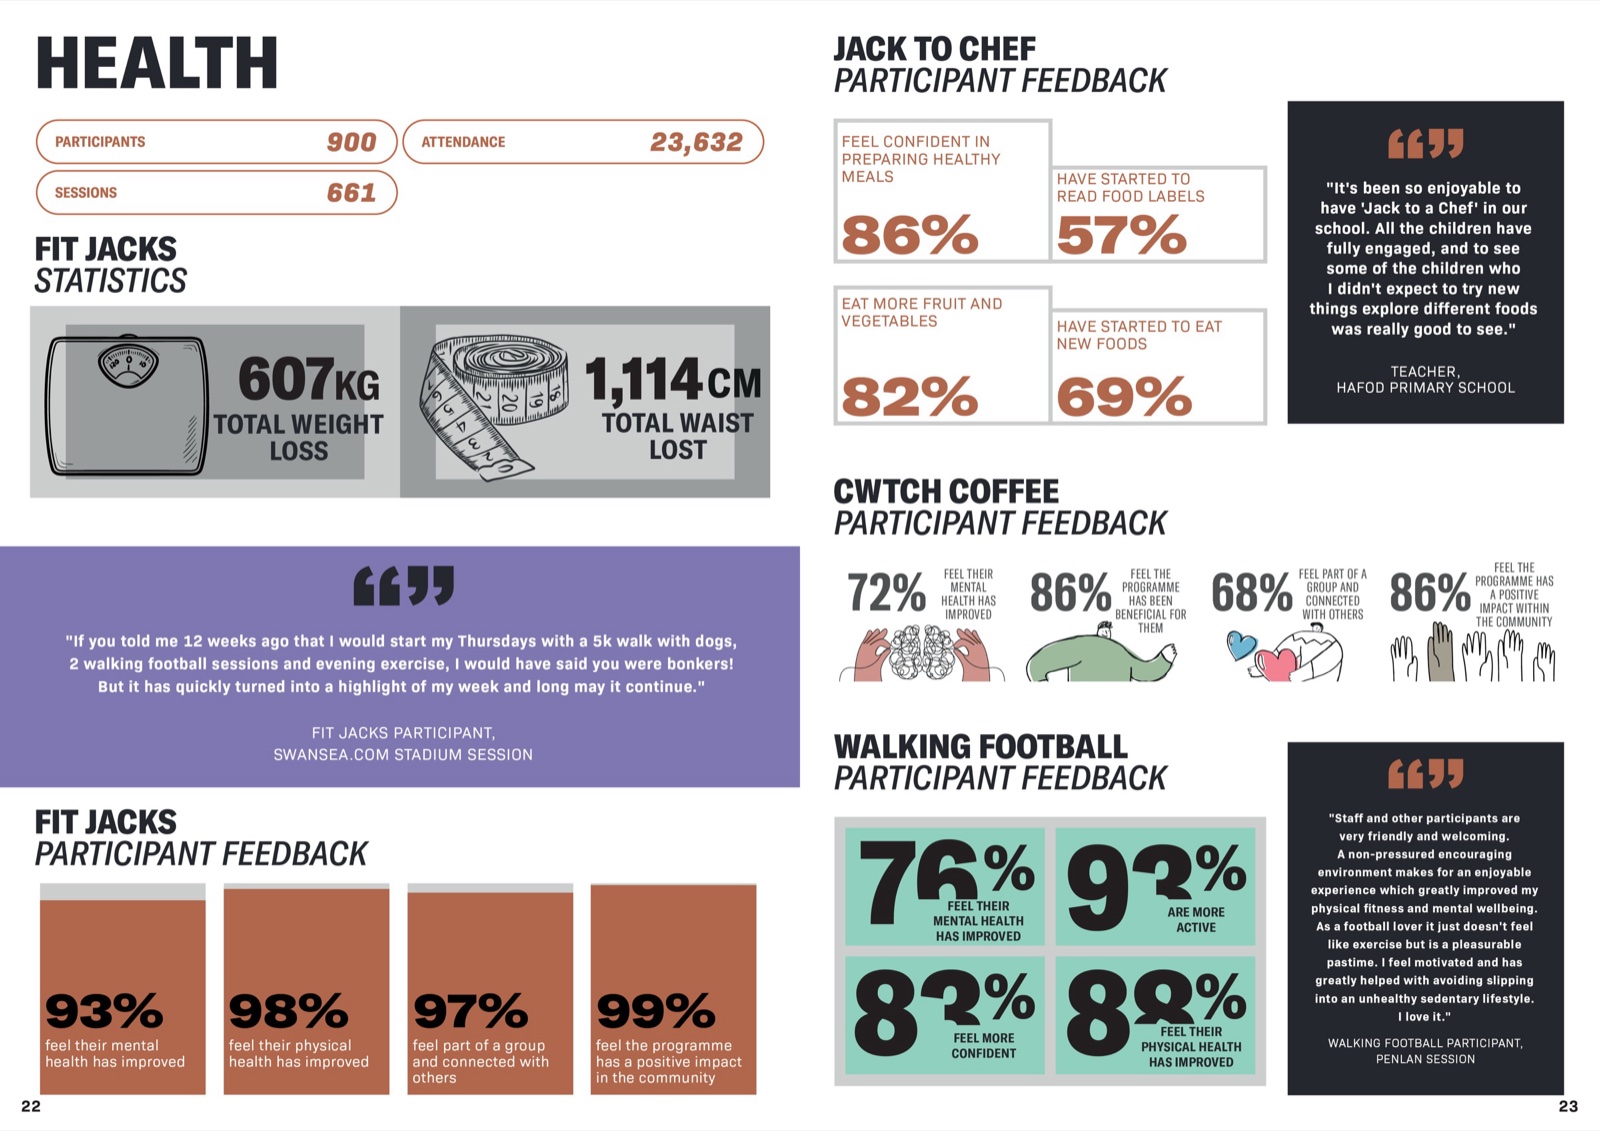 HEALTH
PARTICIPANTS 900
ATTENDANCE 23,632
SESSIONS 661
FIT JACKS
STATISTICS
607KG
TOTAL WEIGHT
LOSS
1,114CM
TOTAL WAIST
LOST
"If you told me 12 weeks ago that I would start my Thursdays with a 5k walk with dogs,
2 walking football sessions and evening exercise, I would have said you were bonkers!
But it has quickly turned into a highlight of my week and long may it continue."
FIT JACKS PARTICIPANT,
SWANSEA.COM STADIUM SESSION
FIT JACKS
PARTICIPANT FEEDBACK
93%
feel their mental
health has improved
98%
feel their physical
health has improved
97%
feel part of a group
and connected with
others
99%
feel the programme
has a positive impact
in the community
22
JACK TO CHEF
PARTICIPANT FEEDBACK
FEEL CONFIDENT IN
PREPARING HEALTHY
MEALS
86%
HAVE STARTED TO
READ FOOD LABELS
57%
EAT MORE FRUIT AND
VEGETABLES
82%
HAVE STARTED TO EAT
NEW FOODS
69%
"It's been so enjoyable to
have 'Jack to a Chef' in our
school. All the children have
fully engaged, and to see
some of the children who
I didn't expect to try new
things explore different foods
was really good to see."
TEACHER,
HAFOD PRIMARY SCHOOL
CWTCH COFFEE
PARTICIPANT FEEDBACK
72%
FEEL THEIR
MENTAL
HEALTH HAS
IMPROVED
86%
FEEL THE
PROGRAMME
HAS BEEN
BENEFICIAL FOR
THEM
68%
FEEL PART OF A
GROUP AND
CONNECTED
WITH OTHERS
86%
FEEL THE
PROGRAMME HAS
A POSITIVE
IMPACT WITHIN
THE COMMUNITY
WALKING FOOTBALL
PARTICIPANT FEEDBACK
76%
FEEL THEIR
MENTAL HEALTH
HAS IMPROVED
93%
ARE MORE
ACTIVE
83%
FEEL MORE
CONFIDENT
88%
FEEL THEIR
PHYSICAL HEALTH
HAS IMPROVED
"Staff and other participants are
very friendly and welcoming.
A non-pressured encouraging
environment makes for an enjoyable
experience which greatly improved my
physical fitness and mental wellbeing.
As a football lover it just doesn't feel
like exercise but is a pleasurable
pastime. I feel motivated and has
greatly helped with avoiding slipping
into an unhealthy sedentary lifestyle.
I love it."
WALKING FOOTBALL PARTICIPANT,
PENLAN SESSION
23